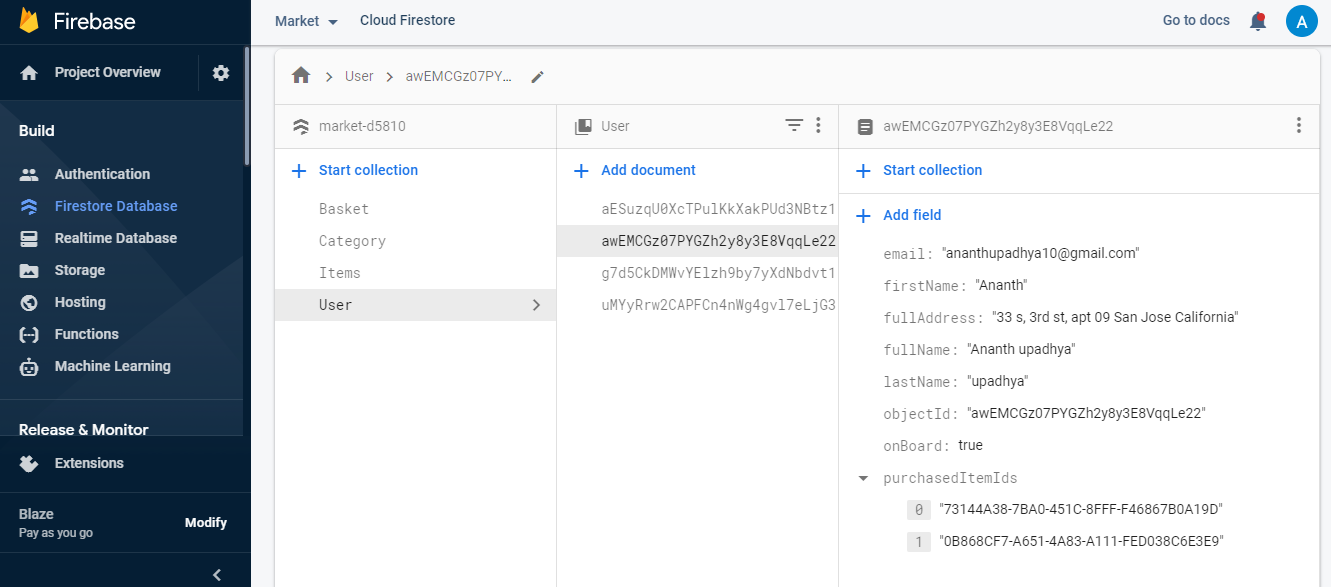 Firebase
Market
Cloud Firestore
Go to docs
A
Project Overview
User
awEMCGz07PY...
Build
market-d5810
User
awEMCGz07PYGZh2y8y3E8VqqLe22
Start collection
Add document
Start collection
Authentication
Firestore Database
Realtime Database
Storage
Hosting
Functions
Machine Learning
Basket
Category
Items
User
aESuzqU0XcTPulKkXakPUd3NBtz1
awEMCGz07PYGZh2y8y3E8VqqLe22
g7d5CkDMWvYElzh9by7yXdNbdvt1
uMYyRrw2CAPFCn4nWg4gvl7eLjG3
Add field
email: "ananthupadhya10@gmail.com"
firstName: "Ananth"
fullAddress: "33 s, 3rd st, apt 09 San Jose California"
fullName: "Ananth upadhya"
lastName: "upadhya"
objectId: "awEMCGz07PYGZh2y8y3E8VqqLe22"
onBoard: true
purchasedItemIds
0 "73144A38-7BA0-451C-8FFF-F46867B0A19D"
1 "0B868CF7-A651-4A83-A111-FED038C6E3E9"
Release & Monitor
Extensions
Blaze
Pay as you go
Modify